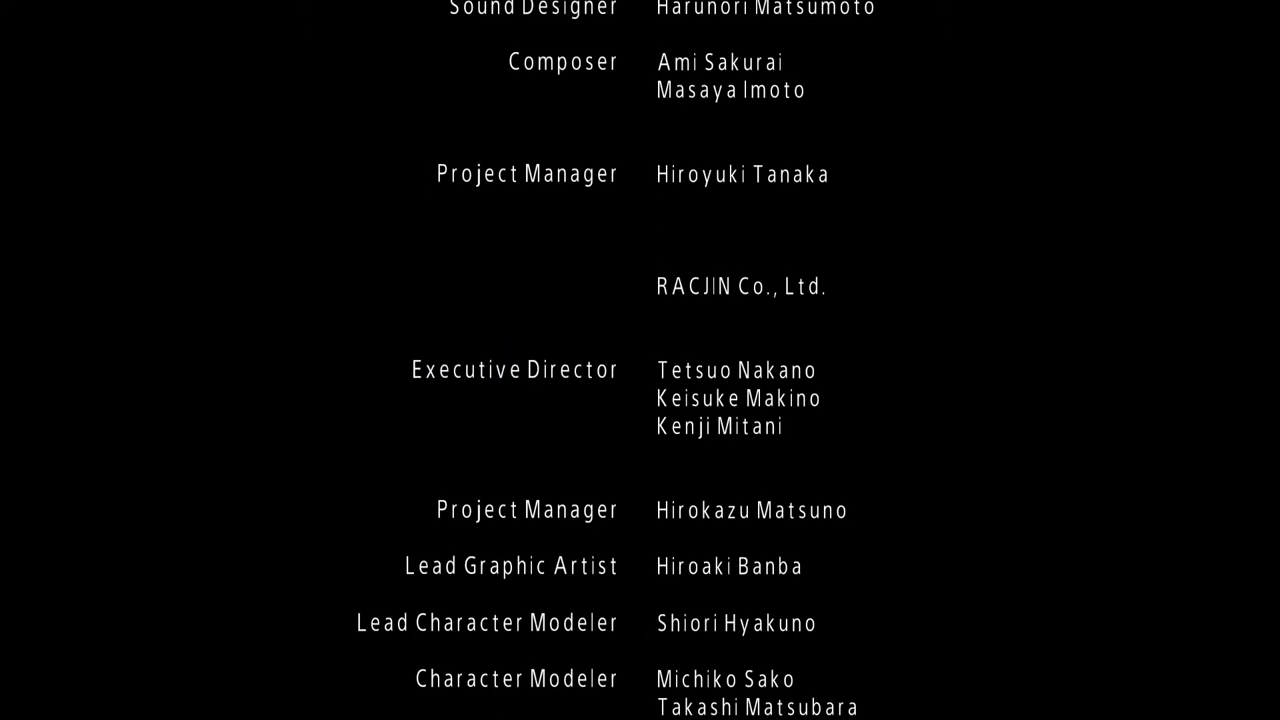 Sound Designer Harunori Matsumoto
Composer Ami Sakurai
Masaya Imoto
Project Manager Hiroyuki Tanaka
RACJIN Co., Ltd.
Executive Director Tetsuo Nakano
Keisuke Makino
Kenji Mitani
Project Manager Hirokazu Matsuno
Lead Graphic Artist Hiroaki Banba
Lead Character Modeler Shiori Hyakuno
Character Modeler Michiko Sako
Takashi Matsubara